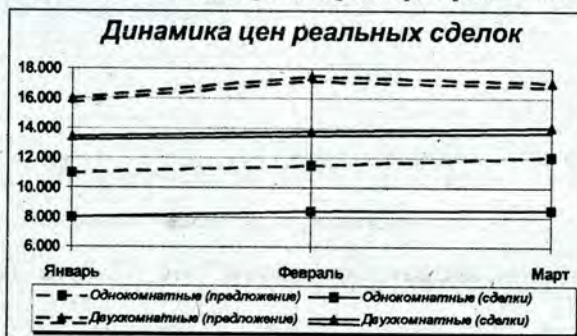 Динамика цен реальных сделок
18.000
16.000
14.000
12.000
10.000
8.000
6.000
Январь Февраль Март
Однокомнатные (предложение) Однокомнатные (сделки)
Двухкомнатные (предложение) Двухкомнатные (сделки)